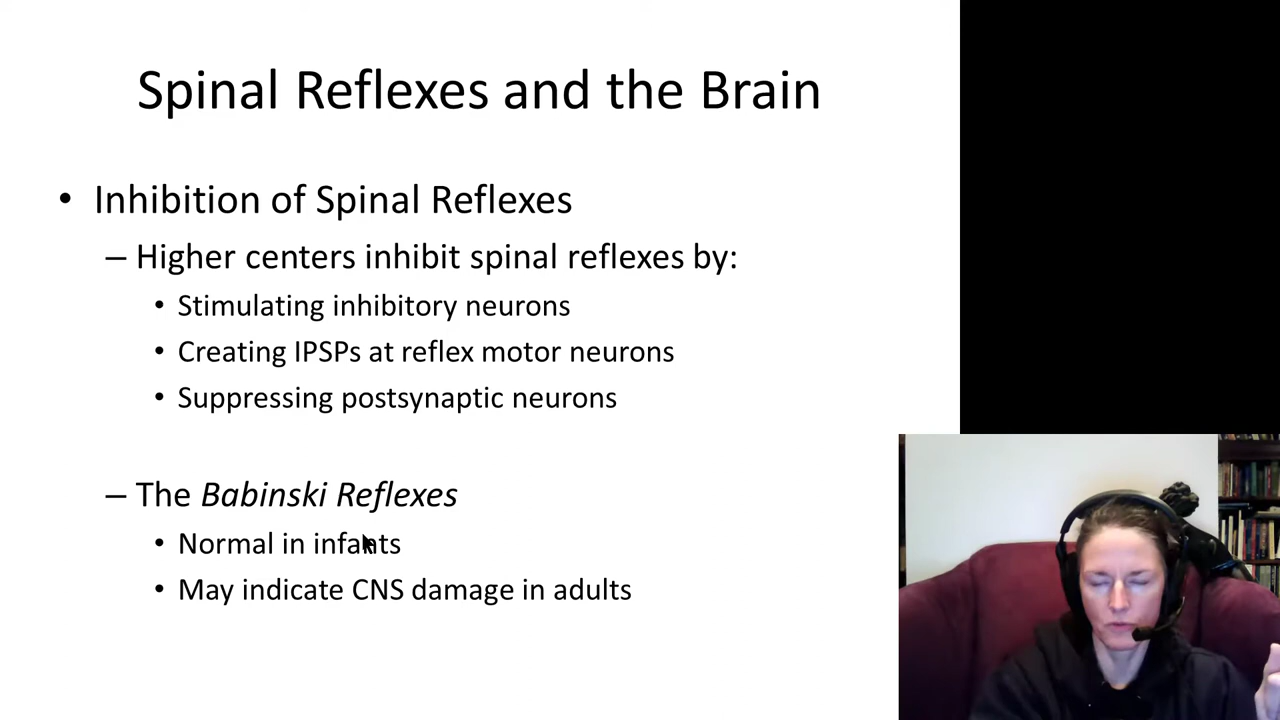 Spinal Reflexes and the Brain
• Inhibition of Spinal Reflexes
– Higher centers inhibit spinal reflexes by:
• Stimulating inhibitory neurons
• Creating IPSPs at reflex motor neurons
• Suppressing postsynaptic neurons
– The Babinski Reflexes
• Normal in infants
• May indicate CNS damage in adults